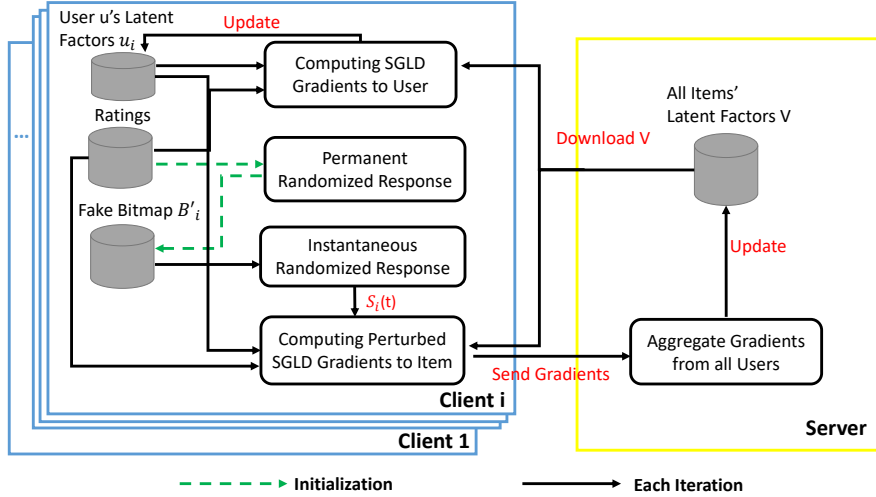 User u's Latent
Factors u_i
Update
Computing SGLD
Gradients to User
...
Ratings
Permanent
Randomized Response
Fake Bitmap B'_i
Instantaneous
Randomized Response
S_i(t)
Computing Perturbed
SGLD Gradients to Item
Client i
Client 1
Download V
Send Gradients
All Items'
Latent Factors V
Update
Aggregate Gradients
from all Users
Server
Initialization
Each Iteration